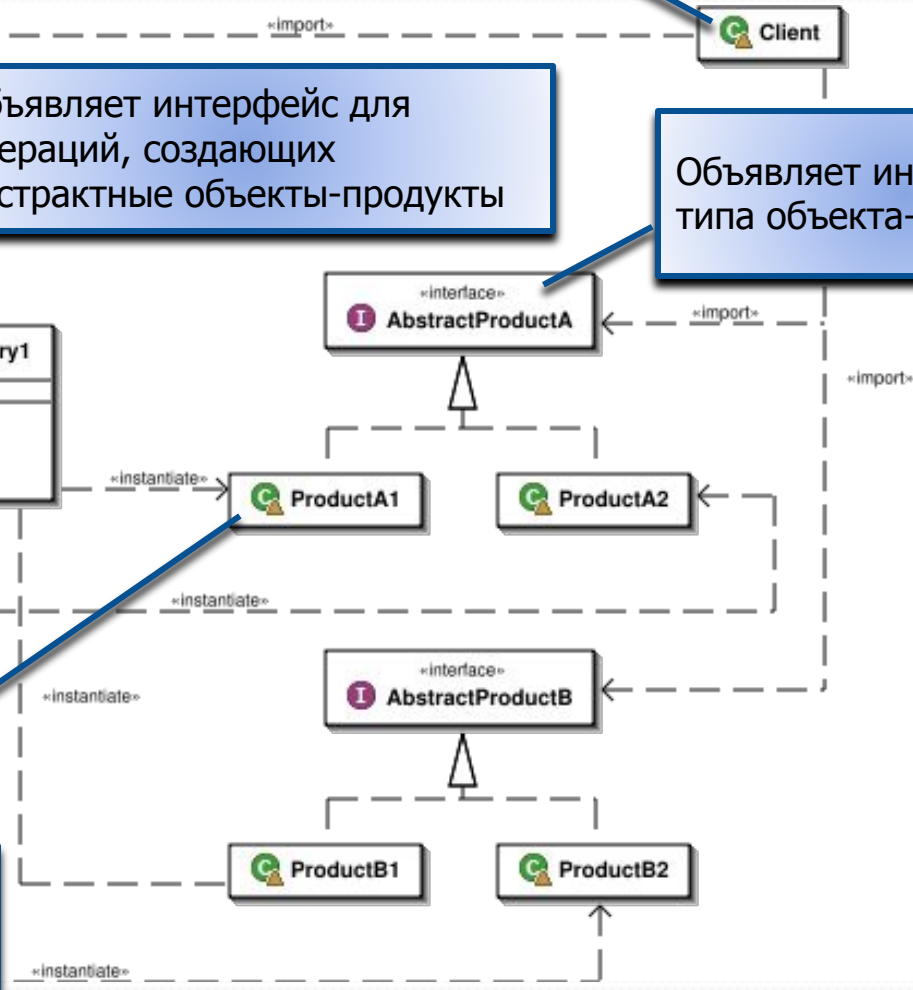 «import»
Client
бъявляет интерфейс для
ераций, создающих
страктные объекты-продукты
Объявляет ин
типа объекта-
«interface»
AbstractProductA
«import»
ry1
«import»
«instantiate»
ProductA1
ProductA2
«instantiate»
«interface»
AbstractProductB
«instantiate»
ProductB1
ProductB2
«instantiate»